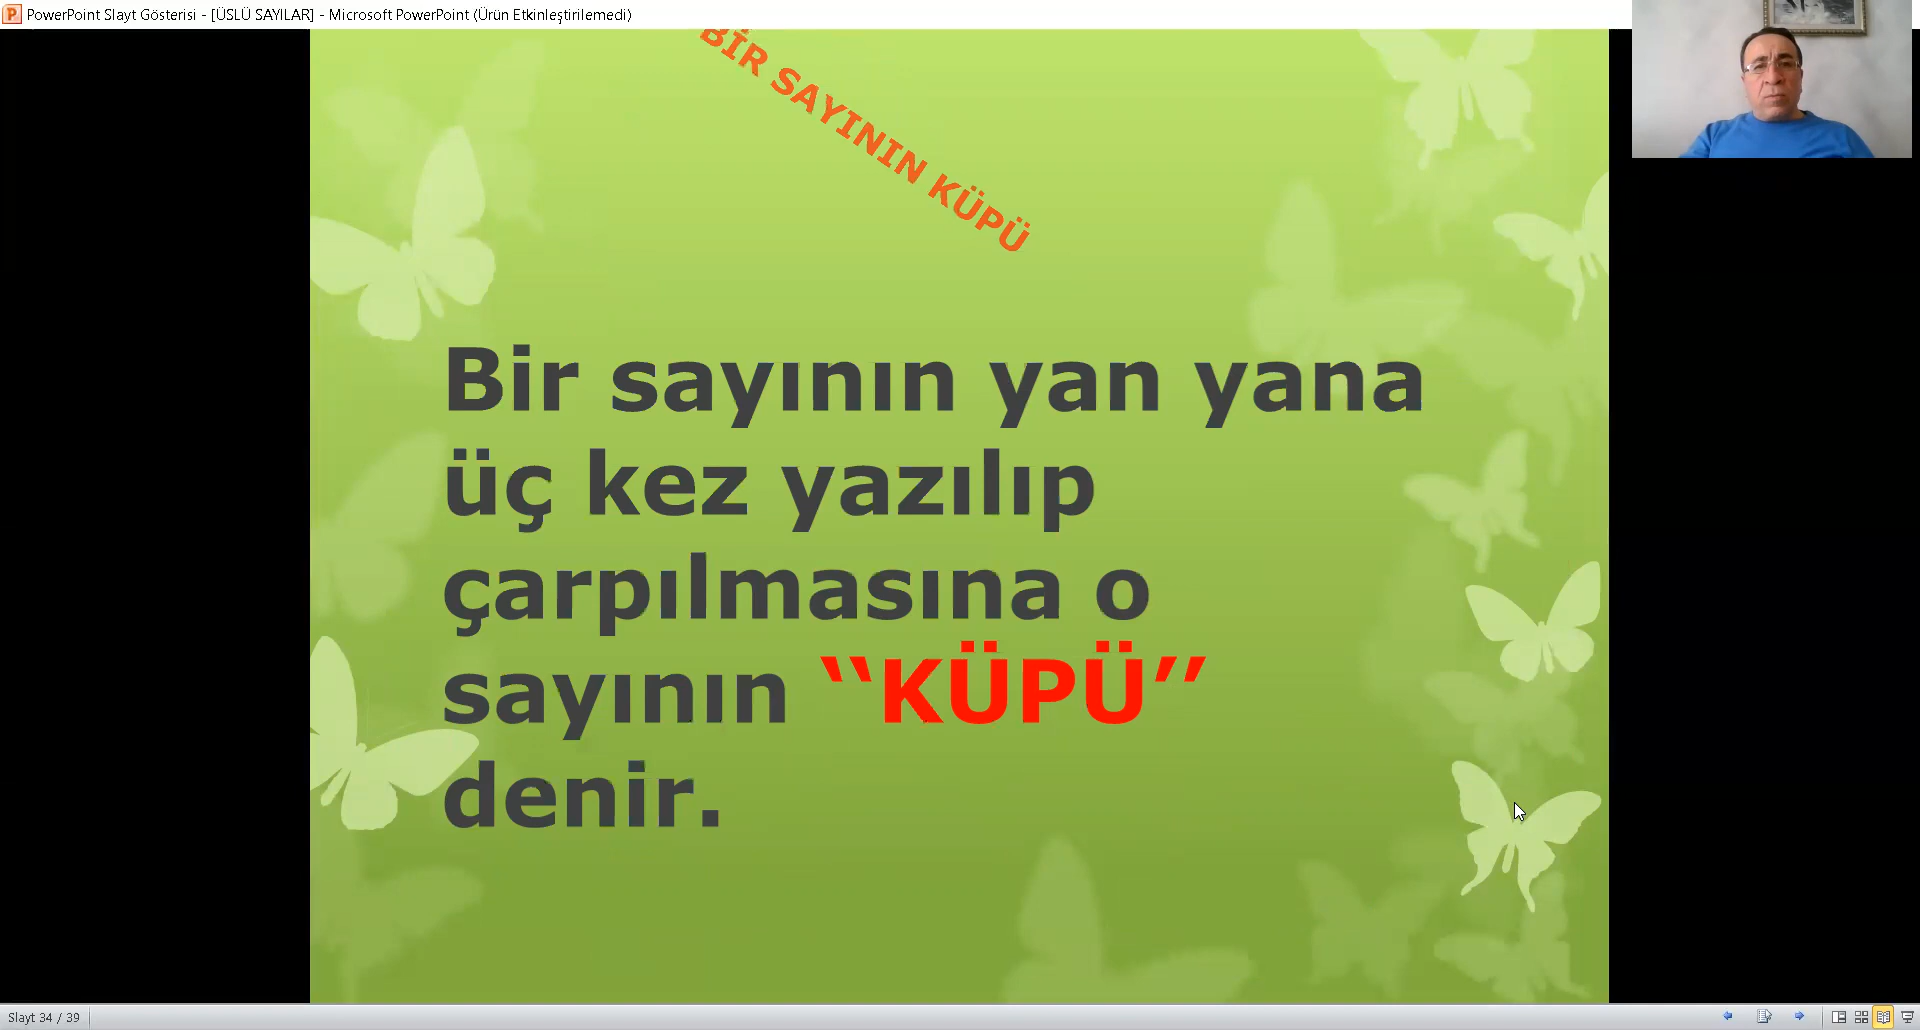 PowerPoint Slayt Gösterisi - [ÜSLÜ SAYILAR] - Microsoft PowerPoint (Ürün Etkinleştirilemedi)
BİR SAYININ KÜPÜ
Bir sayının yan yana
üç kez yazılıp
çarpılmasına o
sayının ‘‘KÜPÜ’’
denir.
Slayt 34 / 39